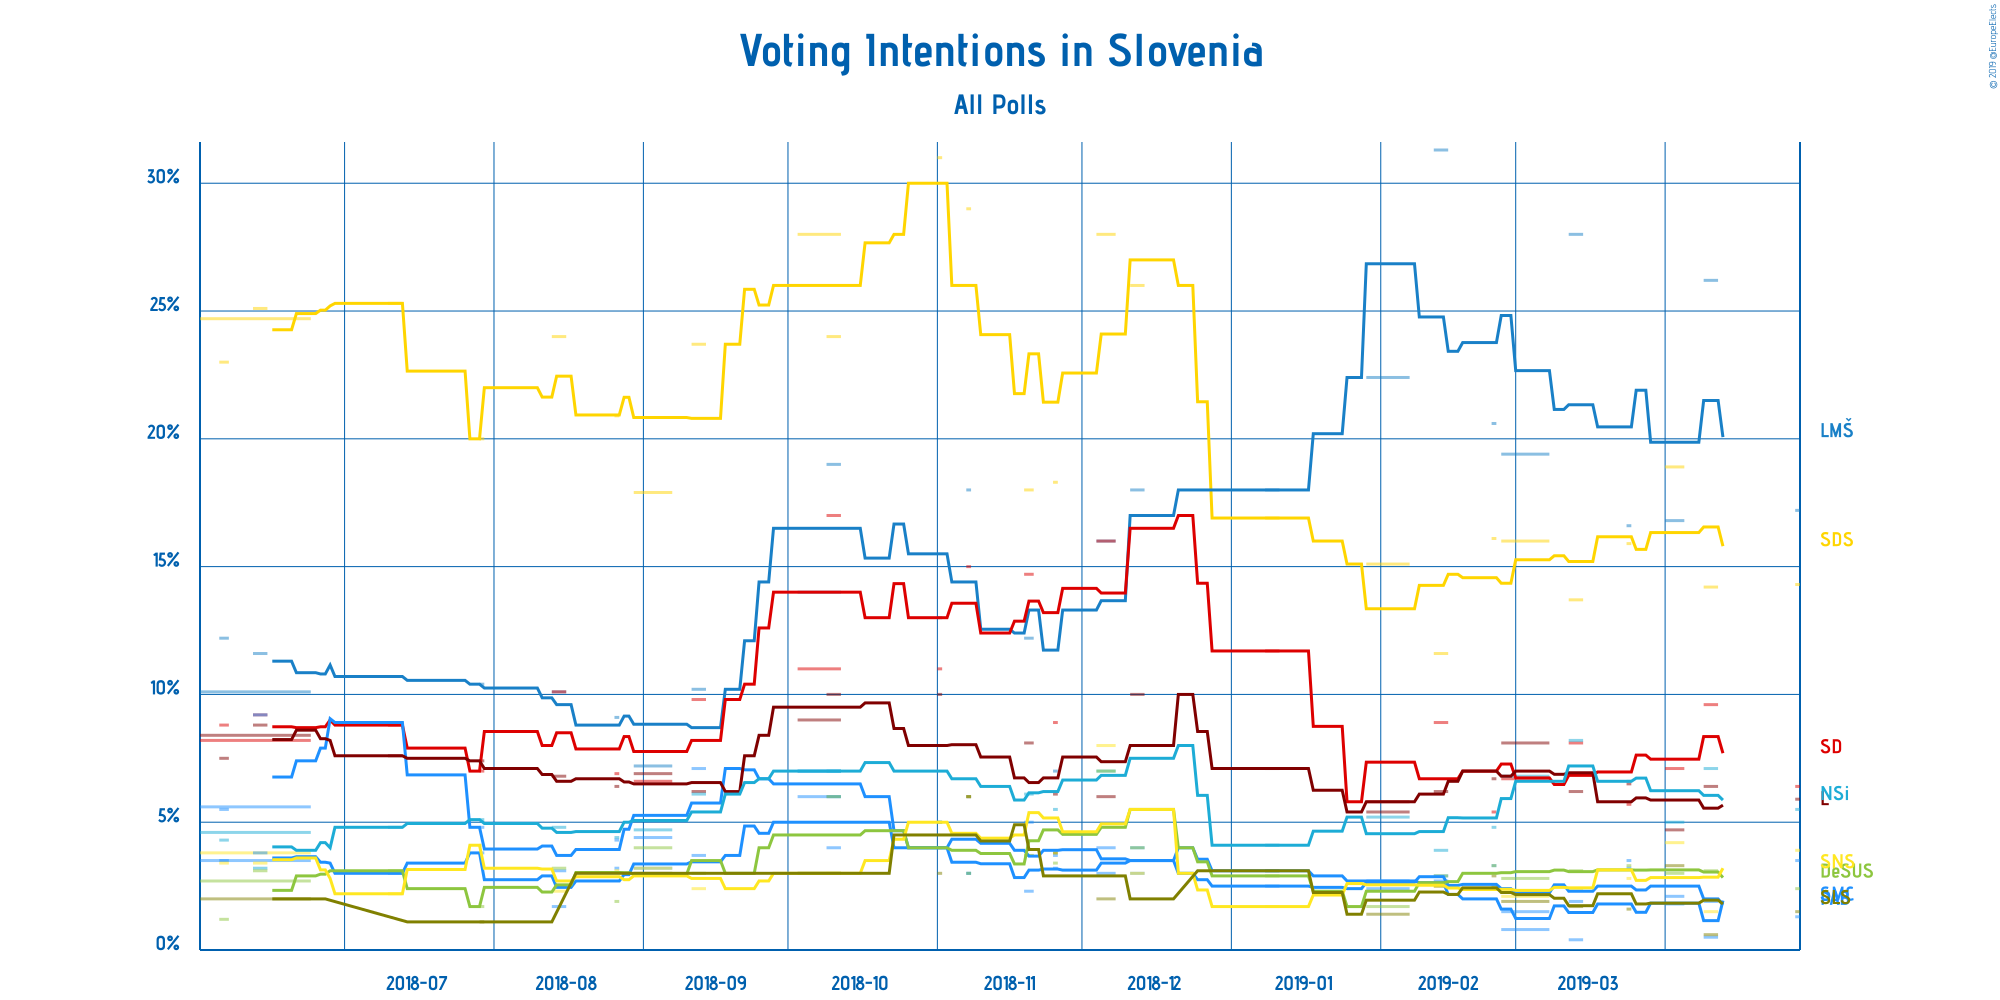 © 2019 @EuropeElects
Voting Intentions in Slovenia
All Polls
30%
25%
20%
15%
10%
5%
0%
LMŠ
SDS
SD
NSi
L
SNS
DeSUS
2018-07 2018-08 2018-09 2018-10 2018-11 2018-12 2019-01 2019-02 2019-03